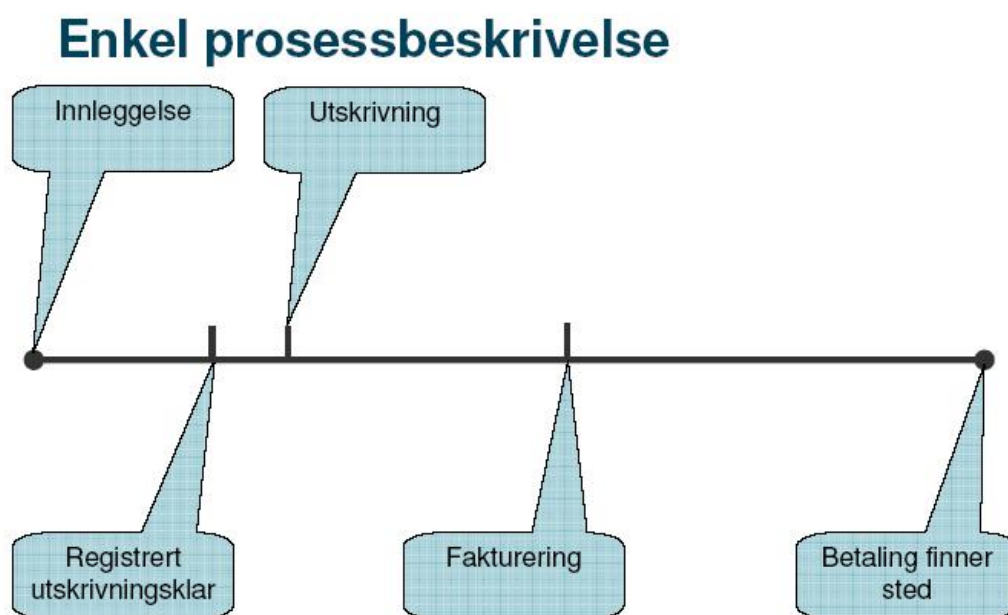 Enkel prosessbeskrivelse
Innleggelse
Utskrivning
Registrert
utskrivningsklar
Fakturering
Betaling finner
sted